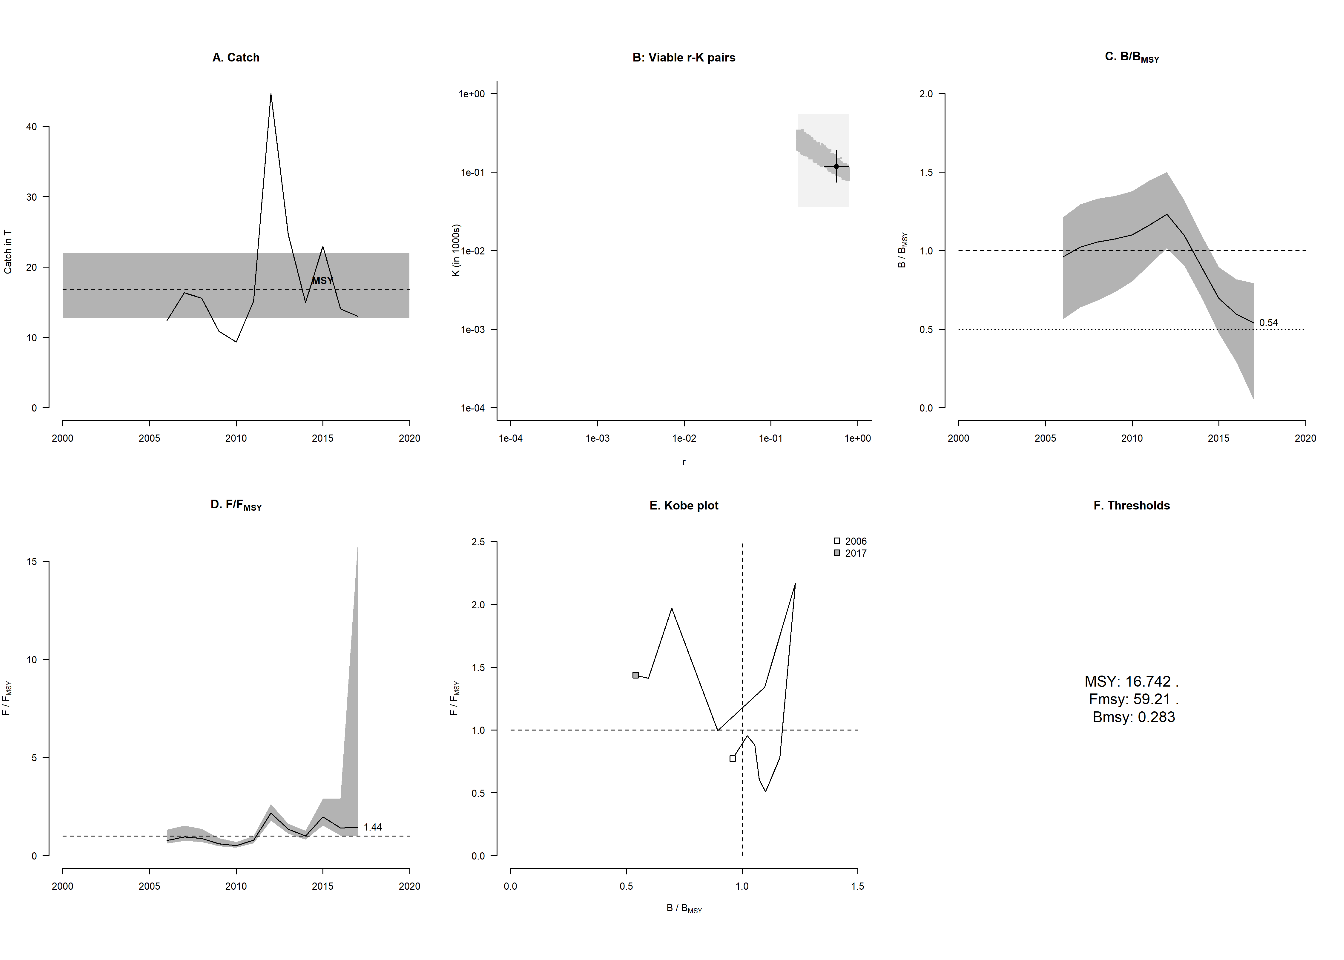 A. Catch
Catch in T
40
30
20
10
0
MSY
2000 2005 2010 2015 2020
B: Viable r-K pairs
K (in 1000s)
1e+00
1e-01
1e-02
1e-03
1e-04
1e-04 1e-03 1e-02 1e-01 1e+00
r
C. B/BMSY
B / BMSY
2.0
1.5
1.0
0.5
0.0
0.54
2000 2005 2010 2015 2020
D. F/FMSY
F / FMSY
15
10
5
0
1.44
2000 2005 2010 2015 2020
E. Kobe plot
F / FMSY
2.5
2.0
1.5
1.0
0.5
0.0
2006
2017
0.0 0.5 1.0 1.5
B / BMSY
F. Thresholds
MSY: 16.742 .
Fmsy: 59.21 .
Bmsy: 0.283